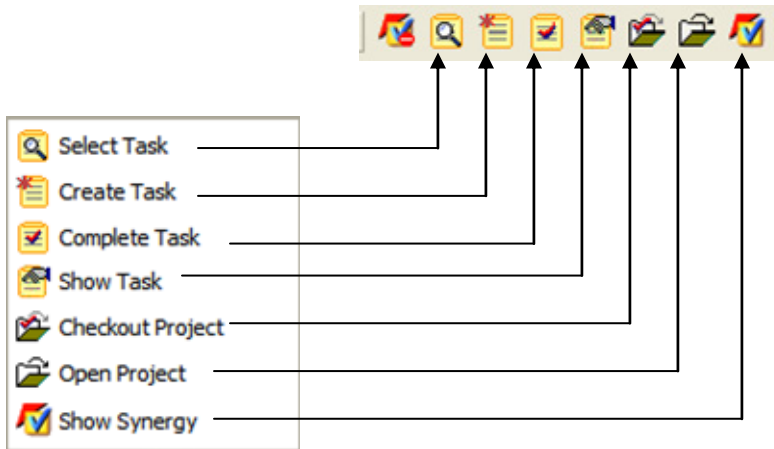 Select Task
Create Task
Complete Task
Show Task
Checkout Project
Open Project
Show Synergy